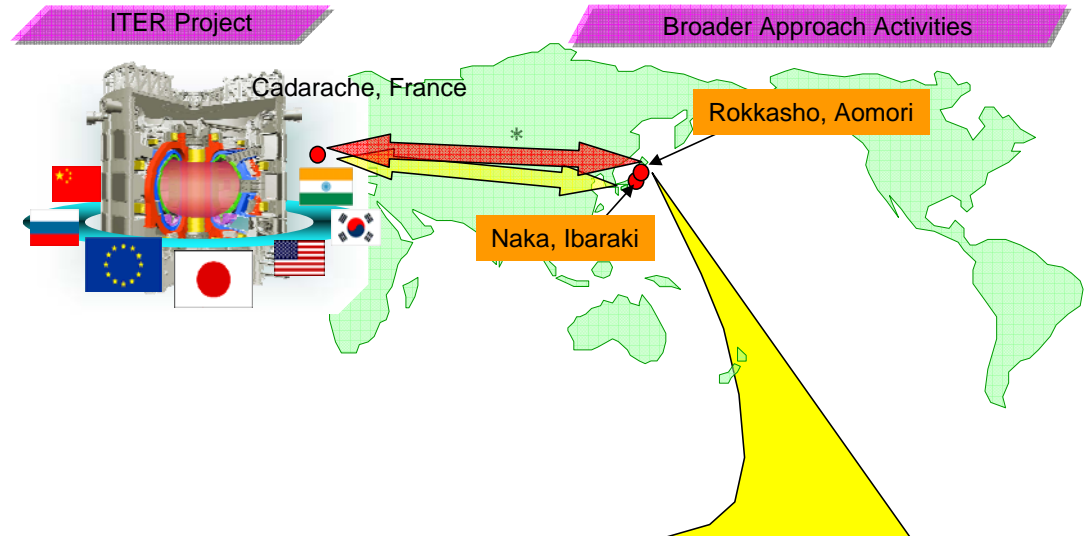 ITER Project
Broader Approach Activities
Cadarache, France
Rokkasho, Aomori
*
Naka, Ibaraki